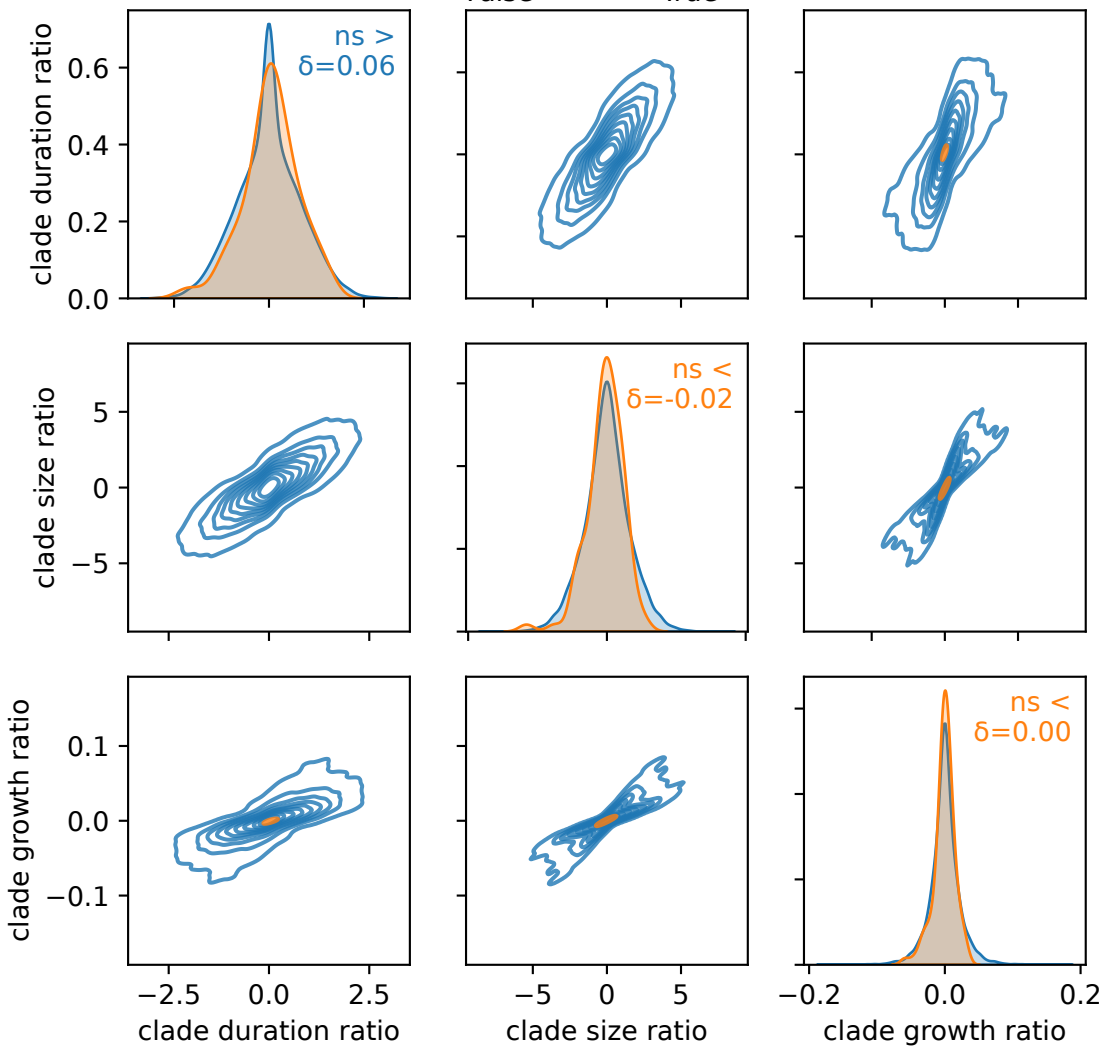 clade duration ratio
0.6
0.4
0.2
0.0
ns >
δ=0.06
clade size ratio
5
0
−5
ns <
δ=-0.02
clade growth ratio
0.1
0.0
−0.1
ns <
δ=0.00
−2.5 0.0 2.5
−5 0 5
−0.2 0.0 0.2
clade duration ratio
clade size ratio
clade growth ratio